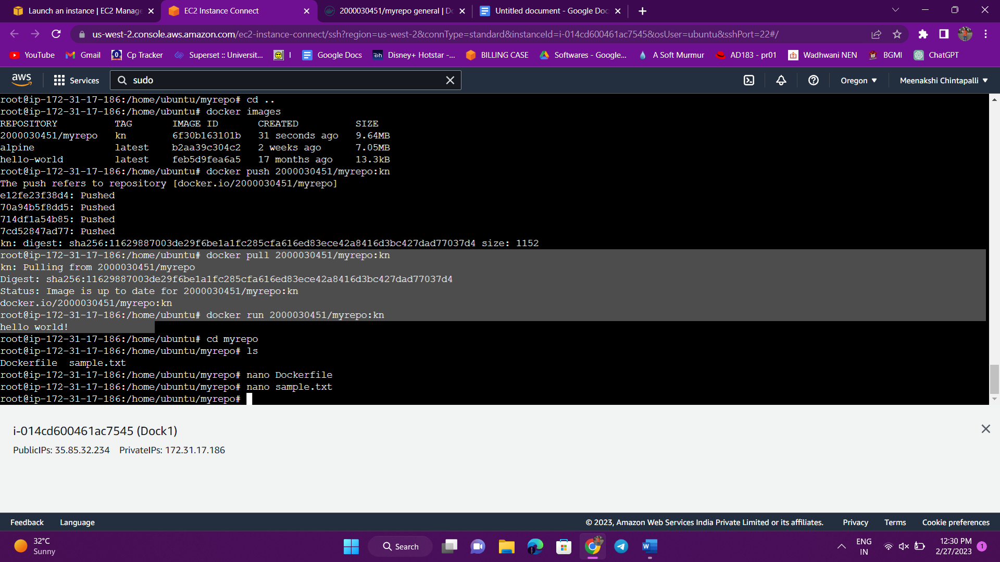 Launch an instance | EC2 Manage
EC2 Instance Connect
2000030451/myrepo general | Do
Untitled document - Google Doc
us-west-2.console.aws.amazon.com/ec2-instance-connect/ssh?region=us-west-2&connType=standard&instanceId=i-014cd600461ac7545&osUser=ubuntu&sshPort=22#/
YouTube
Gmail
Cp Tracker
Superset :: Universit...
I
Google Docs
Disney+ Hotstar -...
BILLING CASE
Softwares - Google...
A Soft Murmur
AD183 - pr01
Wadhwani NEN
BGMI
ChatGPT
aws
Services
sudo
Oregon
Meenakshi Chintapalli
root@ip-172-31-17-186:/home/ubuntu/myrepo# cd ..
root@ip-172-31-17-186:/home/ubuntu# docker images
REPOSITORY TAG IMAGE ID CREATED SIZE
2000030451/myrepo kn 6f30b163101b 31 seconds ago 9.64MB
alpine latest b2aa39c304c2 2 weeks ago 7.05MB
hello-world latest feb5d9fea6a5 17 months ago 13.3kB
root@ip-172-31-17-186:/home/ubuntu# docker push 2000030451/myrepo:kn
The push refers to repository [docker.io/2000030451/myrepo]
e12fe23f38d4: Pushed
70a94b5f8dd5: Pushed
714df1a54b85: Pushed
7cd52847ad77: Pushed
kn: digest: sha256:11629887003de29f6be1a1fc285cfa616ed83ece42a8416d3bc427dad77037d4 size: 1152
root@ip-172-31-17-186:/home/ubuntu# docker pull 2000030451/myrepo:kn
kn: Pulling from 2000030451/myrepo
Digest: sha256:11629887003de29f6be1a1fc285cfa616ed83ece42a8416d3bc427dad77037d4
Status: Image is up to date for 2000030451/myrepo:kn
docker.io/2000030451/myrepo:kn
root@ip-172-31-17-186:/home/ubuntu# docker run 2000030451/myrepo:kn
hello world!
root@ip-172-31-17-186:/home/ubuntu# cd myrepo
root@ip-172-31-17-186:/home/ubuntu/myrepo# ls
Dockerfile sample.txt
root@ip-172-31-17-186:/home/ubuntu/myrepo# nano Dockerfile
root@ip-172-31-17-186:/home/ubuntu/myrepo# nano sample.txt
root@ip-172-31-17-186:/home/ubuntu/myrepo#
i-014cd600461ac7545 (Dock1)
PublicIPs: 35.85.32.234 PrivateIPs: 172.31.17.186
Feedback
Language
© 2023, Amazon Web Services India Private Limited or its affiliates.
Privacy
Terms
Cookie preferences
32°C
Sunny
Search
ENG
IN
12:30 PM
2/27/2023
1